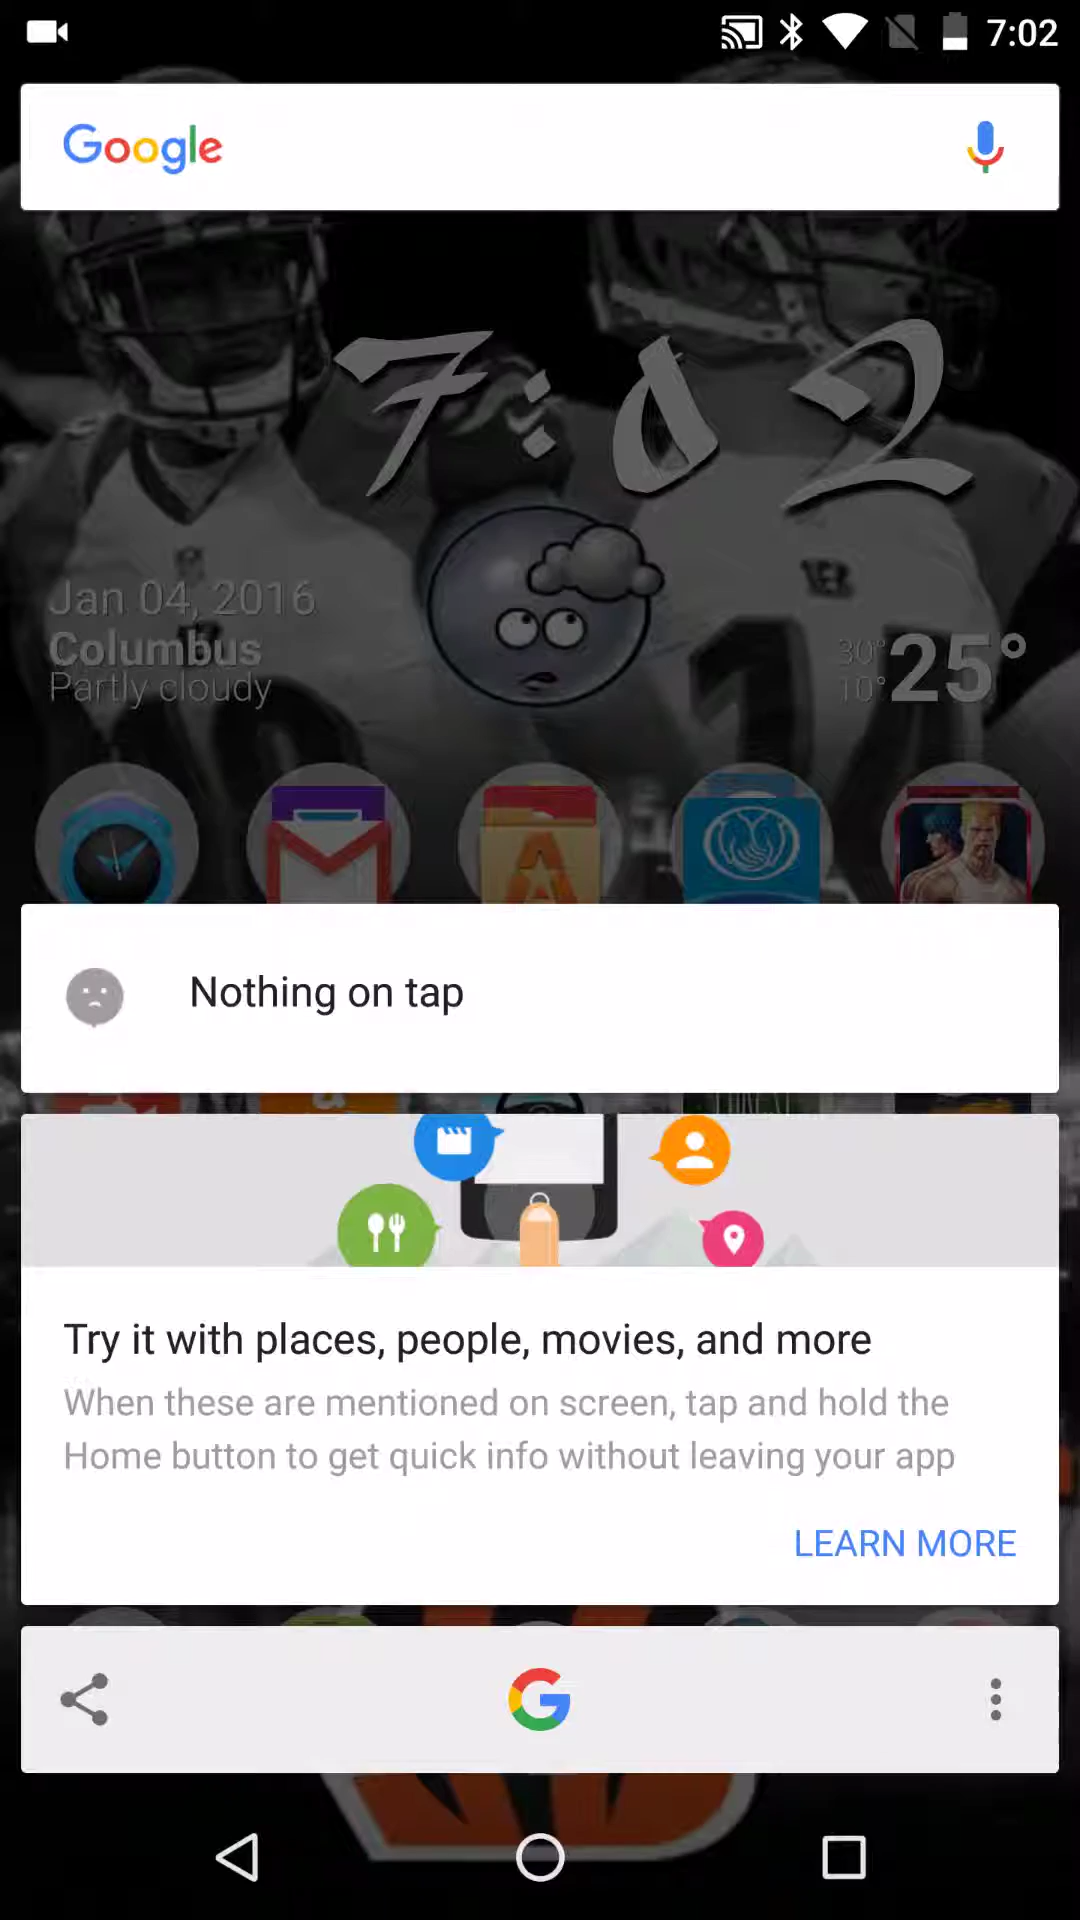 7:02
Google
7:02
Jan 04, 2016
Columbus
Partly cloudy
30°
10°
25°
Nothing on tap
Try it with places, people, movies, and more
When these are mentioned on screen, tap and hold the
Home button to get quick info without leaving your app
LEARN MORE